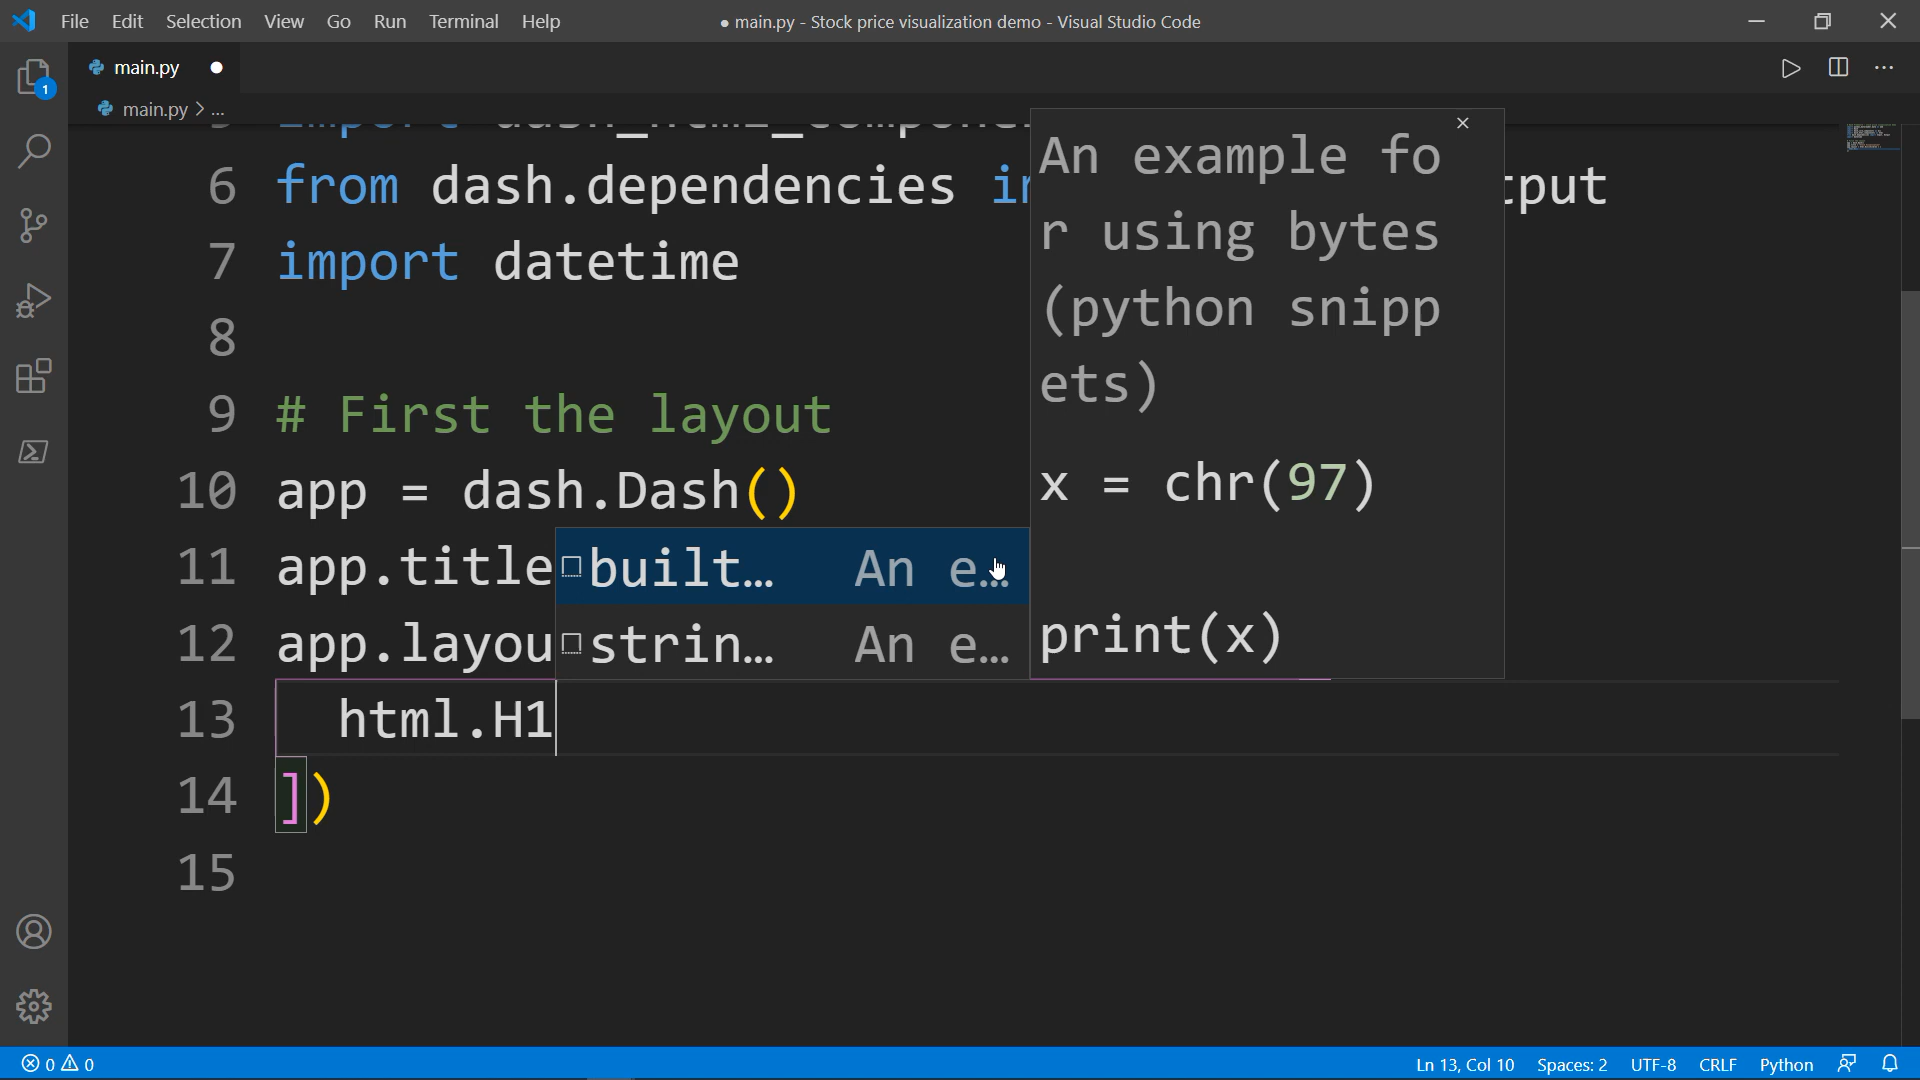 File Edit Selection View Go Run Terminal Help
● main.py - Stock price visualization demo - Visual Studio Code
main.py
1
main.py > ...
6 from dash.dependencies
7 import datetime
8
9 # First the layout
10 app = dash.Dash()
11 app.title
12 app.layou
13 html.H1
14 ])
15
built… An e…
strin… An e…
An example fo
r using bytes
(python snipp
ets)
x = chr(97)
print(x)
0 0
Ln 13, Col 10 Spaces: 2 UTF-8 CRLF Python